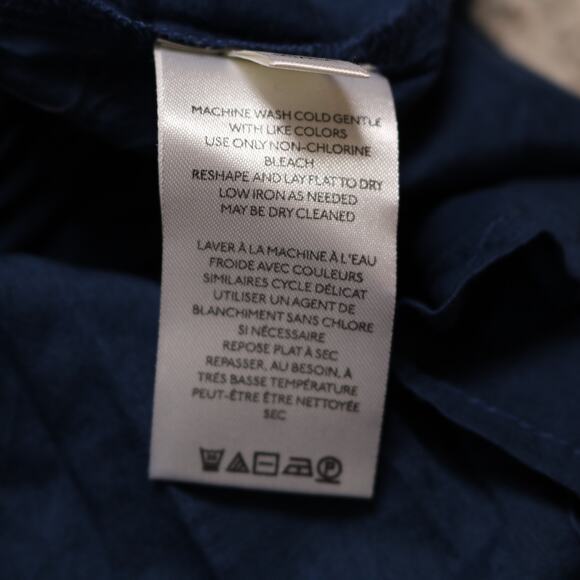 MACHINE WASH COLD GENTLE
WITH LIKE COLORS
USE ONLY NON-CHLORINE
BLEACH
RESHAPE AND LAY FLAT TO DRY
LOW IRON AS NEEDED
MAY BE DRY CLEANED
LAVER À LA MACHINE À L'EAU
FROIDE AVEC COULEURS
SIMILAIRES CYCLE DÉLICAT
UTILISER UN AGENT DE
BLANCHIMENT SANS CHLORE
SI NÉCESSAIRE
REPOSE PLAT À SEC
REPASSER, AU BESOIN, À
TRÈS BASSE TEMPÉRATURE
PEUT-ÊTRE ÊTRE NETTOYÉE
SEC